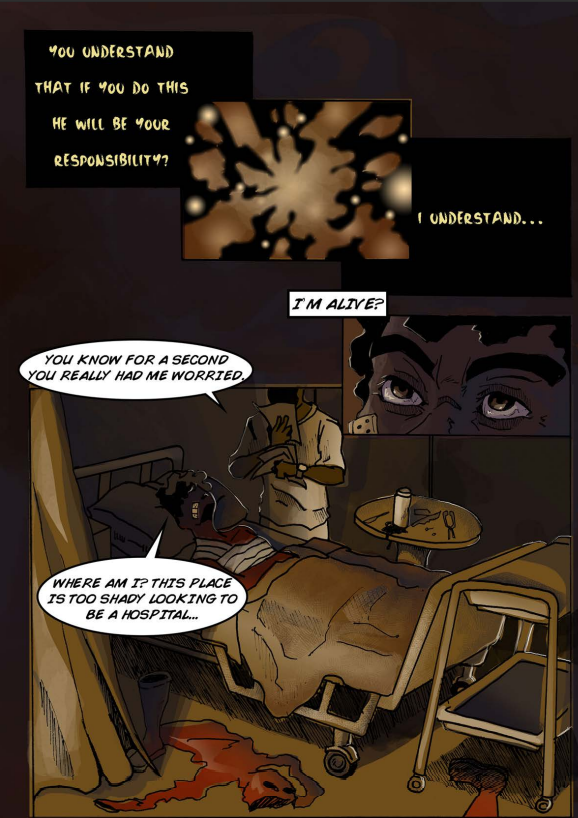 YOU UNDERSTAND
THAT IF YOU DO THIS
HE WILL BE YOUR
RESPONSIBILITY?
I UNDERSTAND...
I'M ALIVE?
YOU KNOW FOR A SECOND
YOU REALLY HAD ME WORRIED.
WHERE AM I? THIS PLACE
IS TOO SHADY LOOKING TO
BE A HOSPITAL...